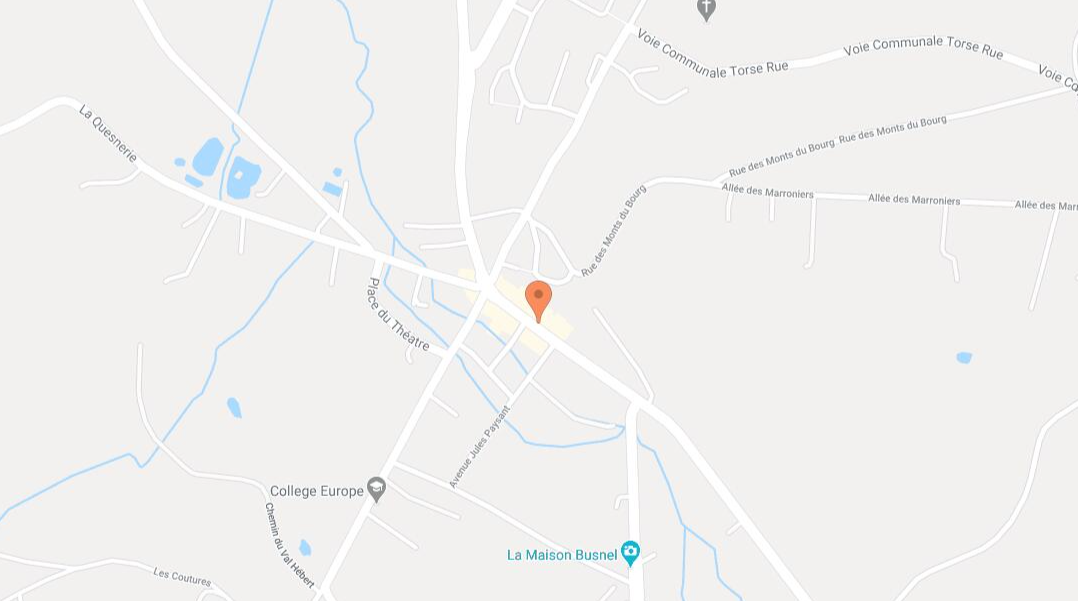 Voie Communale Torse Rue
Voie Communale Torse Rue
Voie Co
La Quesnerie
Rue des Monts du Bourg
Rue des Monts du Bourg
Allée des Marroniers
Allée des Marroniers
Allée des Marr
Rue des Monts du Bourg
Place du Théatre
Avenue Jules Paysant
College Europe
Chemin du Val Hébert
La Maison Busnel
Les Coutures